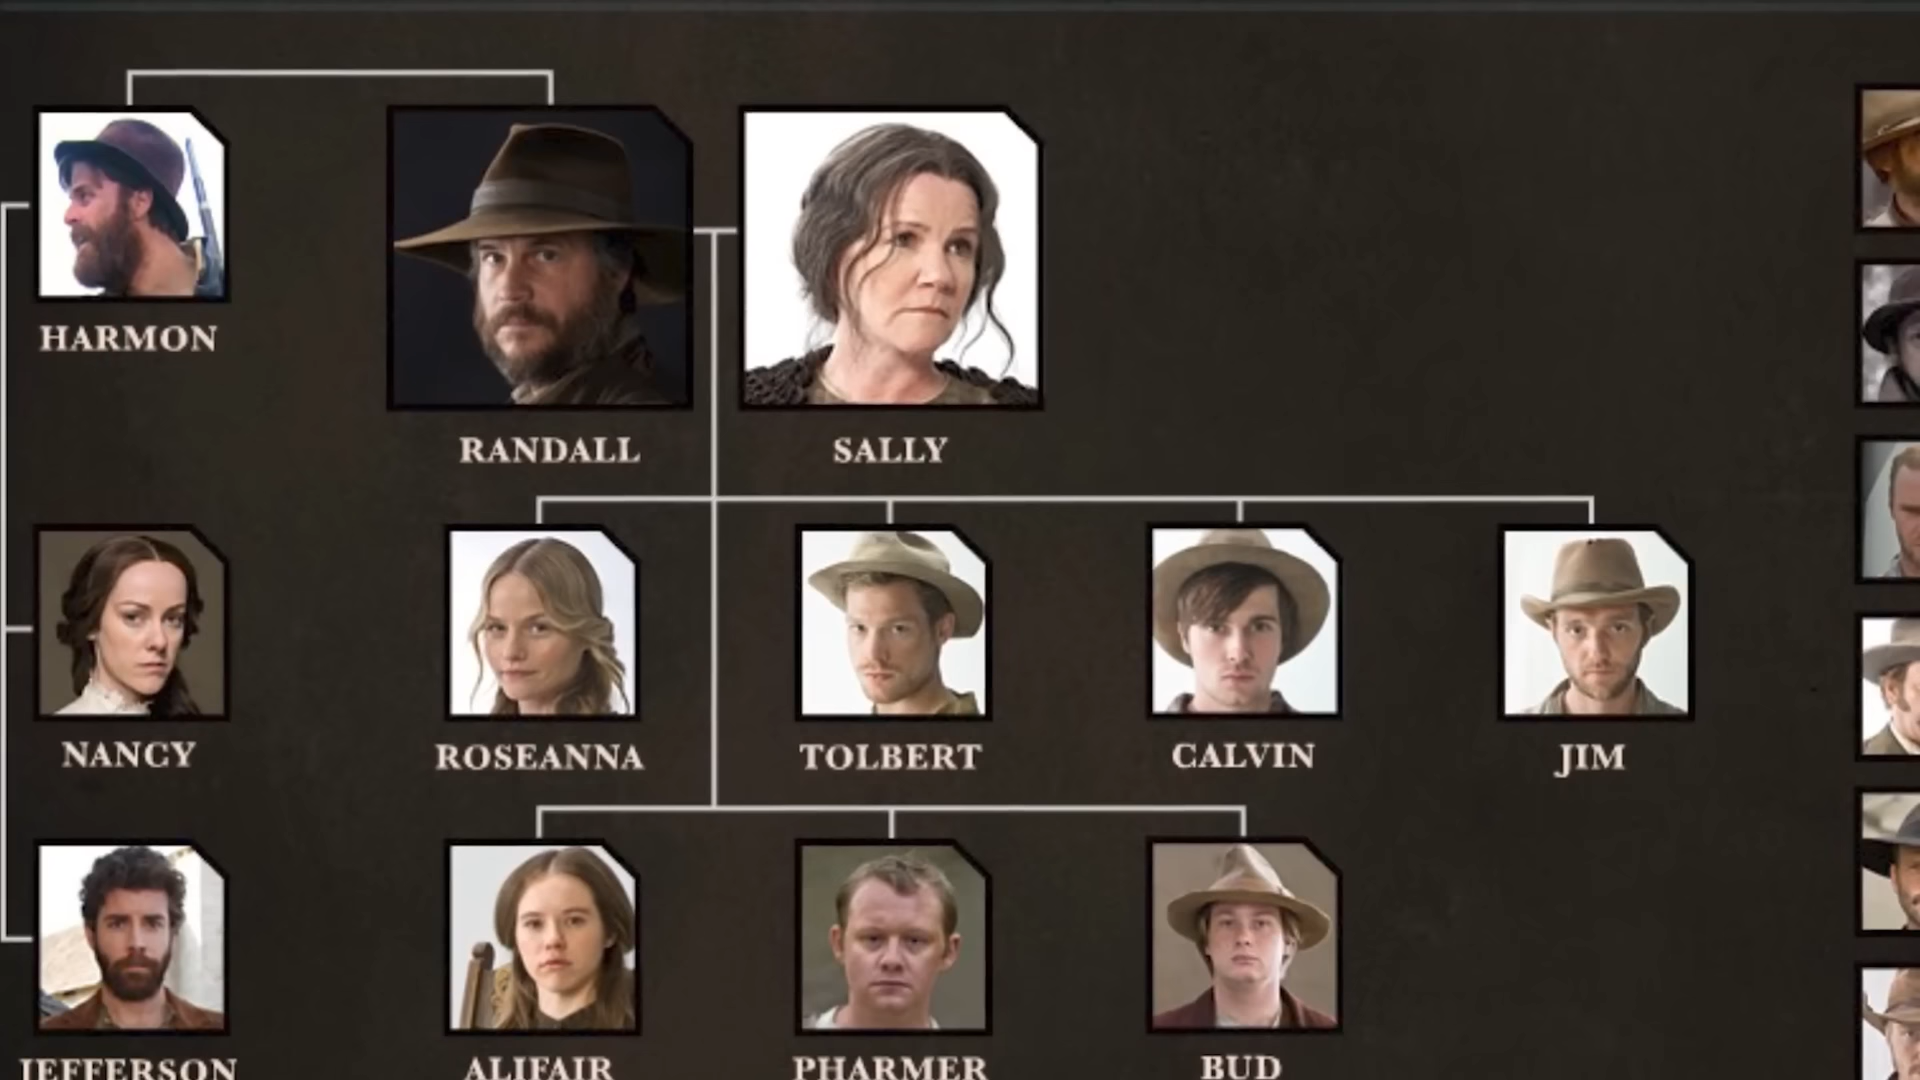 HARMON
RANDALL
SALLY
NANCY
ROSEANNA
TOLBERT
CALVIN
JIM
JEFFERSON
ALIFAIR
PHARMER
BUD